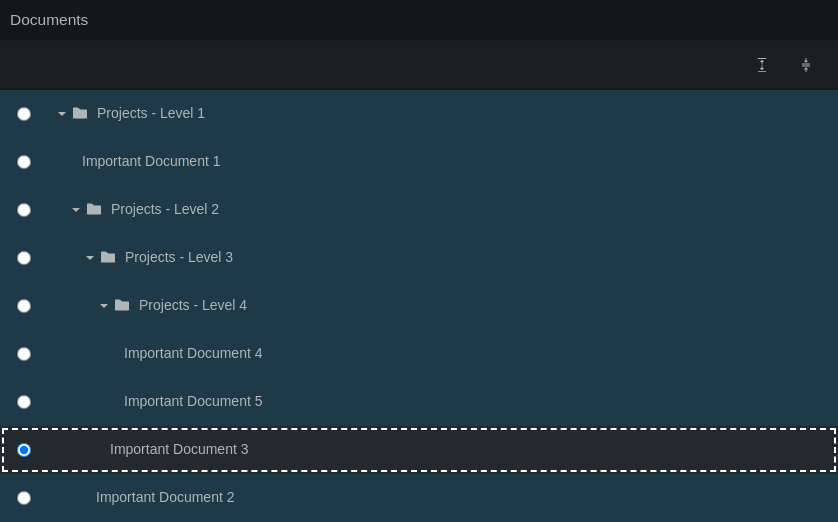 Documents
Projects - Level 1
Important Document 1
Projects - Level 2
Projects - Level 3
Projects - Level 4
Important Document 4
Important Document 5
Important Document 3
Important Document 2